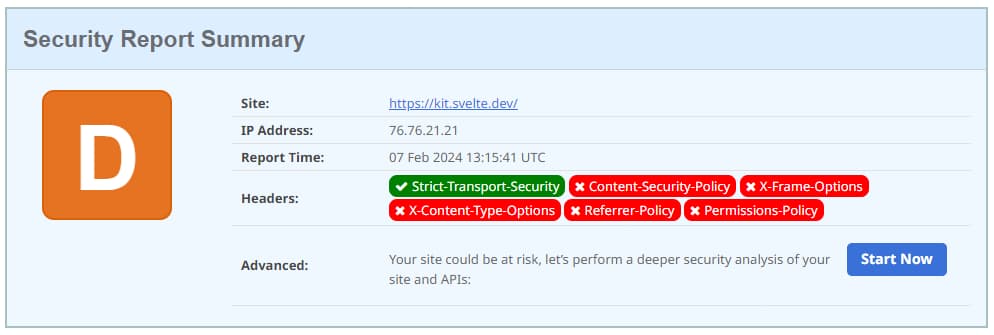 Security Report Summary
D
Site: https://kit.svelte.dev/
IP Address: 76.76.21.21
Report Time: 07 Feb 2024 13:15:41 UTC
Headers: ✔ Strict-Transport-Security ✖ Content-Security-Policy ✖ X-Frame-Options
✖ X-Content-Type-Options ✖ Referrer-Policy ✖ Permissions-Policy
Advanced: Your site could be at risk, let’s perform a deeper security analysis of your
site and APIs:
Start Now